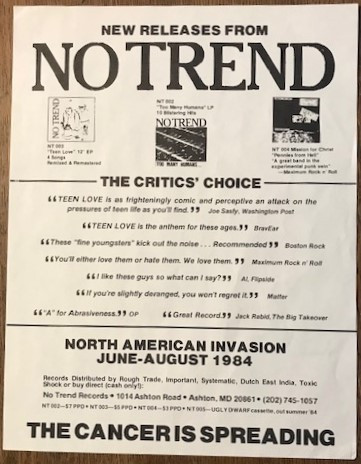 NEW RELEASES FROM
NO TREND
NO TREND
NT 003
"Teen Love" 12" EP
4 Songs
Remixed & Remastered
NT 002
"Too Many Humans" LP
10 Blistering Hits
NO TREND
TOO MANY HUMANS
NT 004 Mission for Christ
"Pennies from Hell"
"A great band in the
experimental punk vein"
—Maximum Rock n' Roll
THE CRITICS' CHOICE
“TEEN LOVE is as frighteningly comic and perceptive an attack on the
pressures of teen life as you'll find.” Joe Sasfy, Washington Post
“TEEN LOVE is the anthem for these ages.” BravEar
“These "fine youngsters" kick out the noise . . . Recommended” Boston Rock
“You'll either love them or hate them. We love them.” Maximum Rock n' Roll
“I like these guys so what can I say?” Al, Flipside
“If you're slightly deranged, you won't regret it.” Matter
“"A" for Abrasiveness.” OP “Great Record.” Jack Rabid, The Big Takeover
NORTH AMERICAN INVASION
JUNE-AUGUST 1984
Records Distributed by Rough Trade, Important, Systematic, Dutch East India, Toxic
Shock or buy direct (cash only!):
No Trend Records • 1014 Ashton Road • Ashton, MD 20861 • (202) 745-1057
NT 002—$7 PPD • NT 003—$5 PPD • NT 004—$3 PPD • NT 005—UGLY DWARF cassette, out summer '84
THE CANCER IS SPREADING